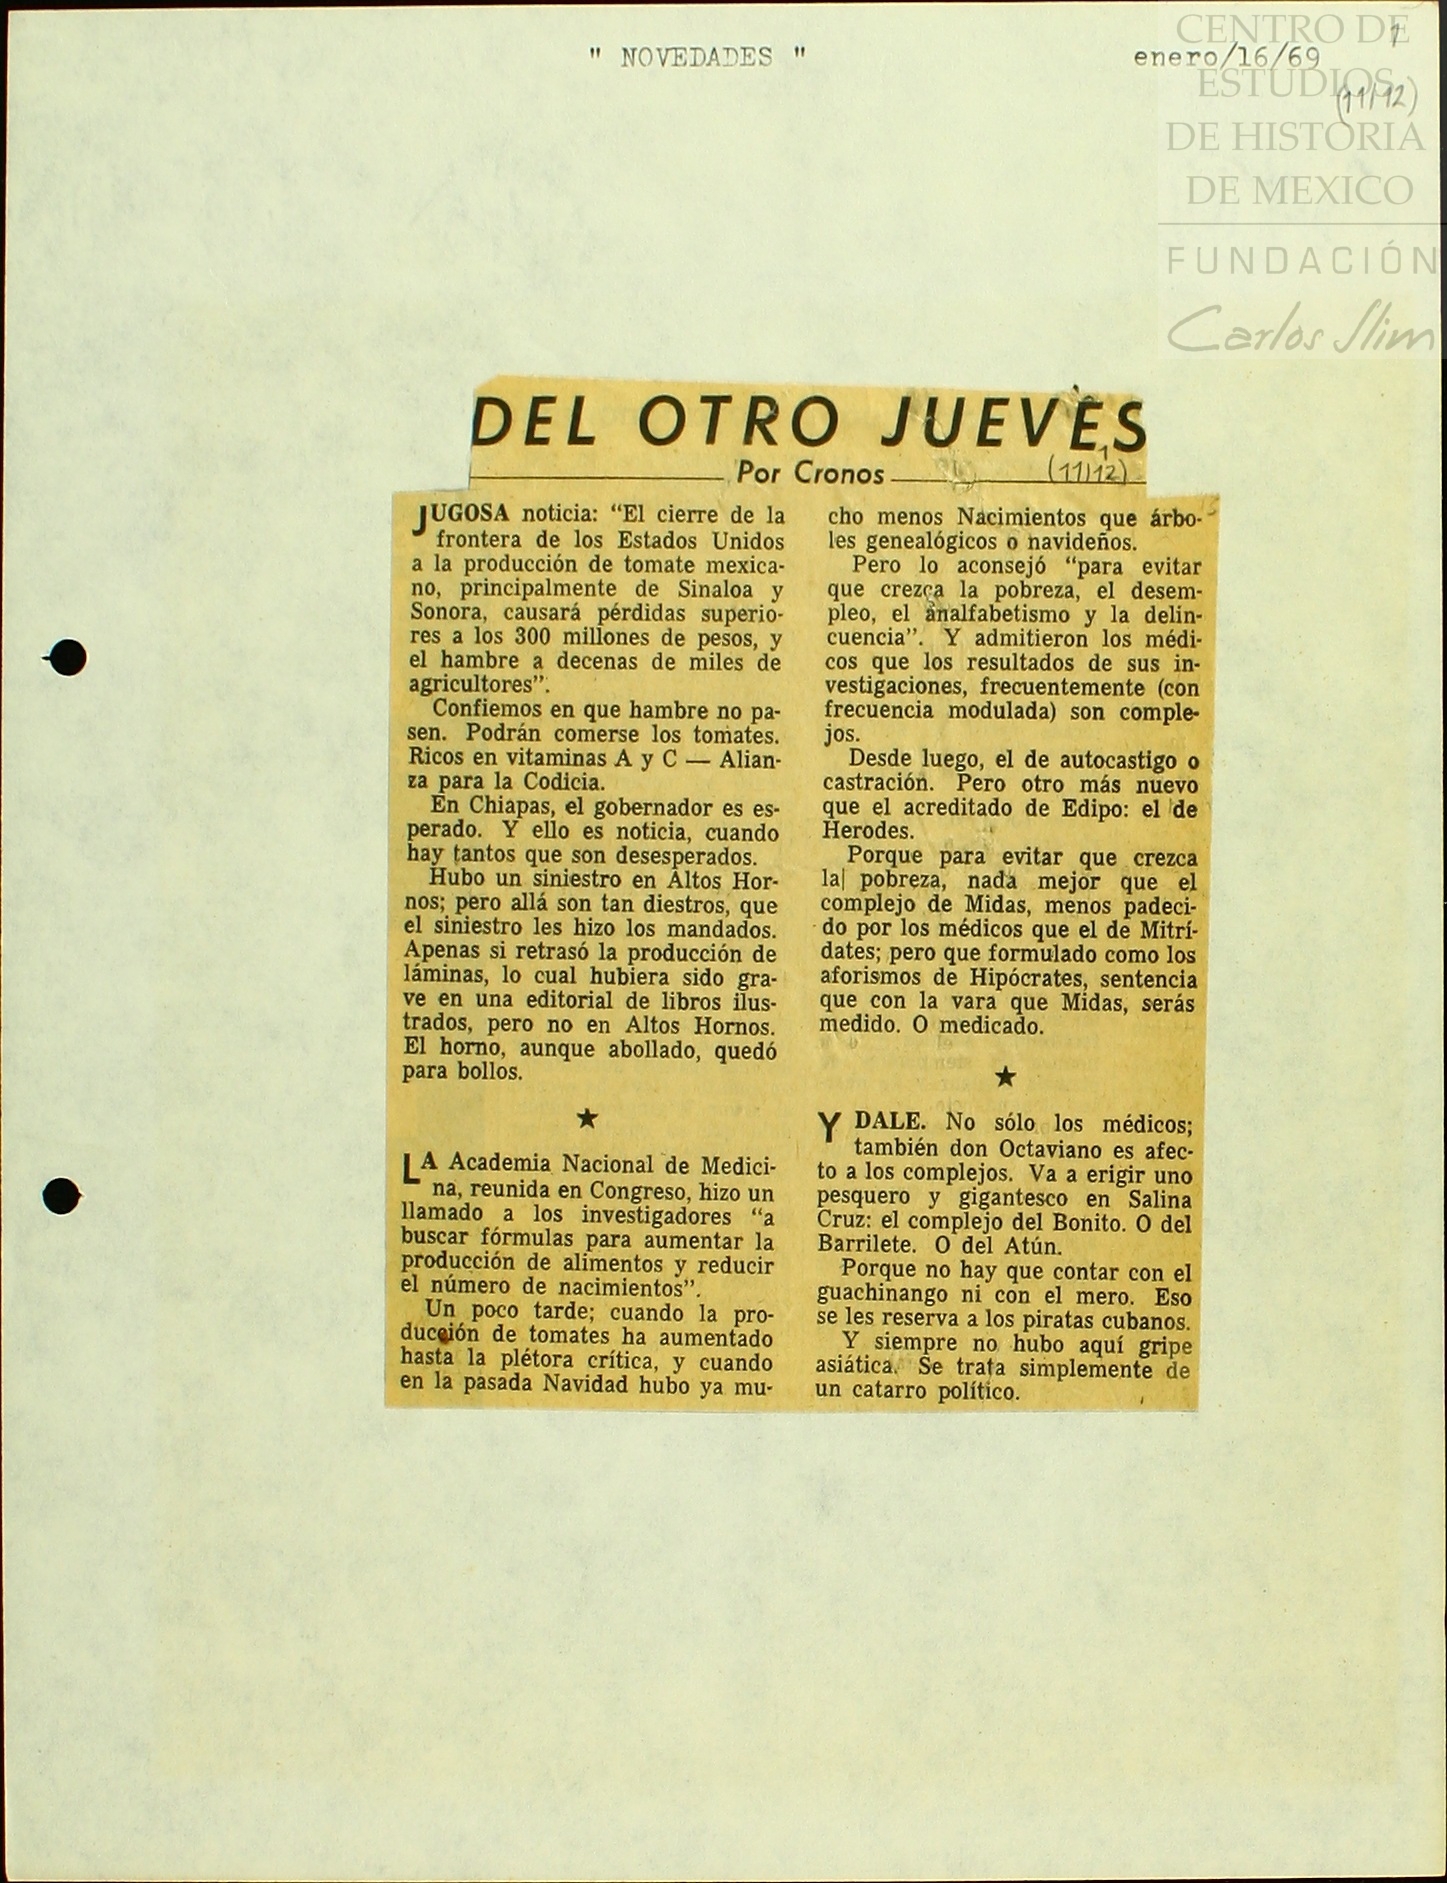 " NOVEDADES "
enero/16/69
1
(11/12)
CENTRO DE
ESTUDIOS
DE HISTORIA
DE MEXICO
FUNDACIÓN
Carlos Slim
DEL OTRO JUEVES
Por Cronos
1
(11/12)
JUGOSA noticia: “El cierre de la
frontera de los Estados Unidos
a la producción de tomate mexica-
no, principalmente de Sinaloa y
Sonora, causará pérdidas superio-
res a los 300 millones de pesos, y
el hambre a decenas de miles de
agricultores”.
Confiemos en que hambre no pa-
sen. Podrán comerse los tomates.
Ricos en vitaminas A y C — Alian-
za para la Codicia.
En Chiapas, el gobernador es es-
perado. Y ello es noticia, cuando
hay tantos que son desesperados.
Hubo un siniestro en Altos Hor-
nos; pero allá son tan diestros, que
el siniestro les hizo los mandados.
Apenas si retrasó la producción de
láminas, lo cual hubiera sido gra-
ve en una editorial de libros ilus-
trados, pero no en Altos Hornos.
El horno, aunque abollado, quedó
para bollos.
★
LA Academia Nacional de Medici-
na, reunida en Congreso, hizo un
llamado a los investigadores “a
buscar fórmulas para aumentar la
producción de alimentos y reducir
el número de nacimientos”.
Un poco tarde; cuando la pro-
ducción de tomates ha aumentado
hasta la plétora crítica, y cuando
en la pasada Navidad hubo ya mu-
cho menos Nacimientos que árbo-
les genealógicos o navideños.
Pero lo aconsejó “para evitar
que crezca la pobreza, el desem-
pleo, el analfabetismo y la delin-
cuencia”. Y admitieron los médi-
cos que los resultados de sus in-
vestigaciones, frecuentemente (con
frecuencia modulada) son comple-
jos.
Desde luego, el de autocastigo o
castración. Pero otro más nuevo
que el acreditado de Edipo: el de
Herodes.
Porque para evitar que crezca
la pobreza, nada mejor que el
complejo de Midas, menos padeci-
do por los médicos que el de Mitrí-
dates; pero que formulado como los
aforismos de Hipócrates, sentencia
que con la vara que Midas, serás
medido. O medicado.
★
Y DALE. No sólo los médicos;
también don Octaviano es afec-
to a los complejos. Va a erigir uno
pesquero y gigantesco en Salina
Cruz: el complejo del Bonito. O del
Barrilete. O del Atún.
Porque no hay que contar con el
guachinango ni con el mero. Eso
se les reserva a los piratas cubanos.
Y siempre no hubo aquí gripe
asiática. Se trata simplemente de
un catarro político.